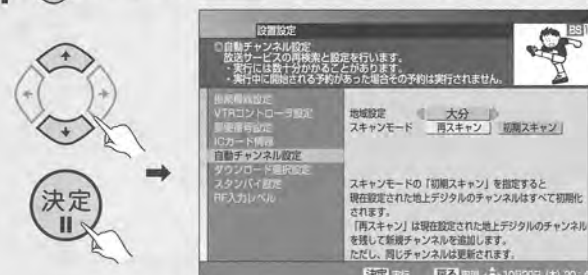 決定
設置設定
BS 1
◎自動チャンネル設定
放送サービスの再検索と設定を行います。
・実行には数十分かかることがあります。
・実行中に開始される予約があった場合その予約は実行されません。
VTRコントローラ設定
郵便番号設定
ICカード情報
自動チャンネル設定
ダウンロード選択設定
スタンバイ設定
RF入力レベル
地域設定 大分
スキャンモード 再スキャン 初期スキャン
スキャンモードの「初期スキャン」を指定すると
現在設定された地上デジタルのチャンネルはすべて初期化
されます。
「再スキャン」は現在設定された地上デジタルのチャンネル
を残して新規チャンネルを追加します。
ただし、同じチャンネルは更新されます。
決定 実行 戻る